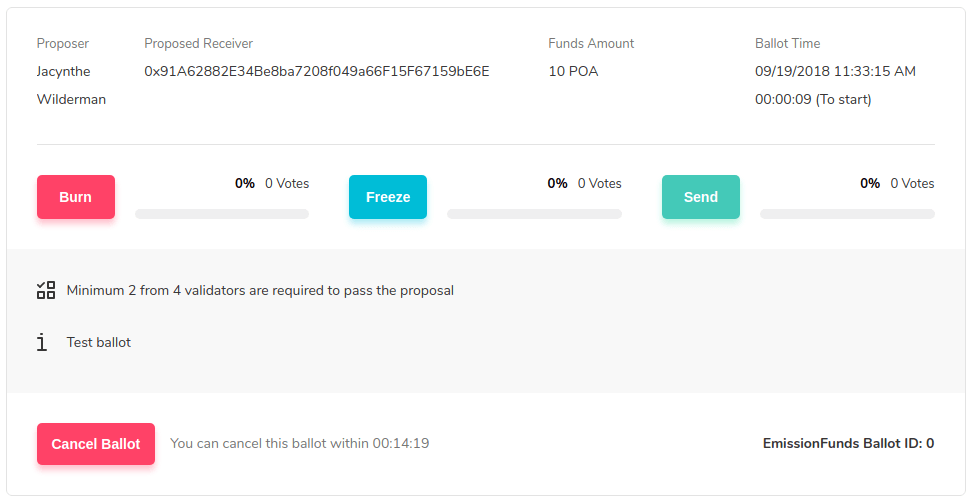 Proposer
Jacynthe
Wilderman
Proposed Receiver
0x91A62882E34Be8ba7208f049a66F15F67159bE6E
Funds Amount
10 POA
Ballot Time
09/19/2018 11:33:15 AM
00:00:09 (To start)
Burn
0% 0 Votes
Freeze
0% 0 Votes
Send
0% 0 Votes
Minimum 2 from 4 validators are required to pass the proposal
Test ballot
Cancel Ballot
You can cancel this ballot within 00:14:19
EmissionFunds Ballot ID: 0